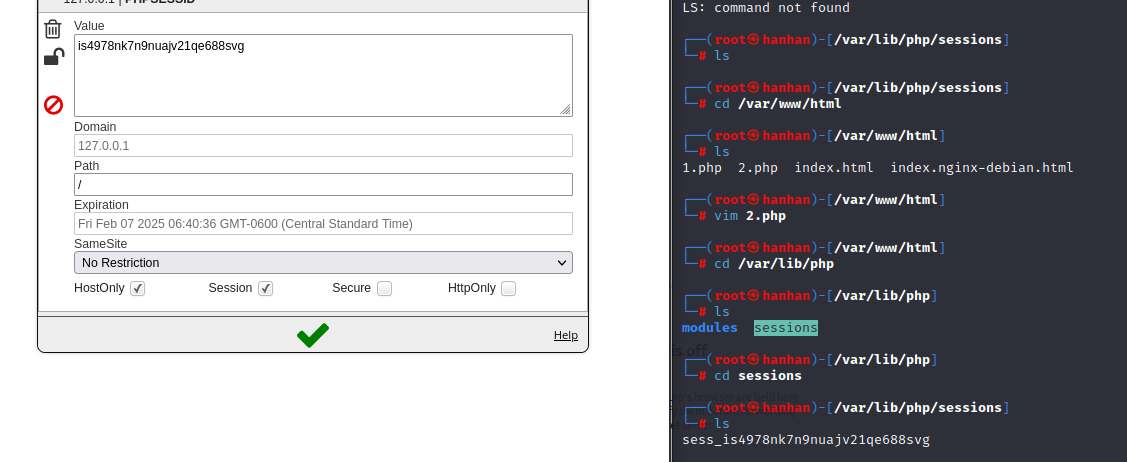 127.0.0.1 | PHPSESSID
Value
is4978nk7n9nuajv21qe688svg
Domain
127.0.0.1
Path
/
Expiration
Fri Feb 07 2025 06:40:36 GMT-0600 (Central Standard Time)
SameSite
No Restriction
HostOnly Session Secure HttpOnly
Help
LS: command not found
┌──(root㉿hanhan)-[/var/lib/php/sessions]
└─# ls
┌──(root㉿hanhan)-[/var/lib/php/sessions]
└─# cd /var/www/html
┌──(root㉿hanhan)-[/var/www/html]
└─# ls
1.php  2.php  index.html  index.nginx-debian.html
┌──(root㉿hanhan)-[/var/www/html]
└─# vim 2.php
┌──(root㉿hanhan)-[/var/www/html]
└─# cd /var/lib/php
┌──(root㉿hanhan)-[/var/lib/php]
└─# ls
modules  sessions
is off
┌──(root㉿hanhan)-[/var/lib/php]
└─# cd sessions
┌──(root㉿hanhan)-[/var/lib/php/sessions]
└─# ls
sess_is4978nk7n9nuajv21qe688svg